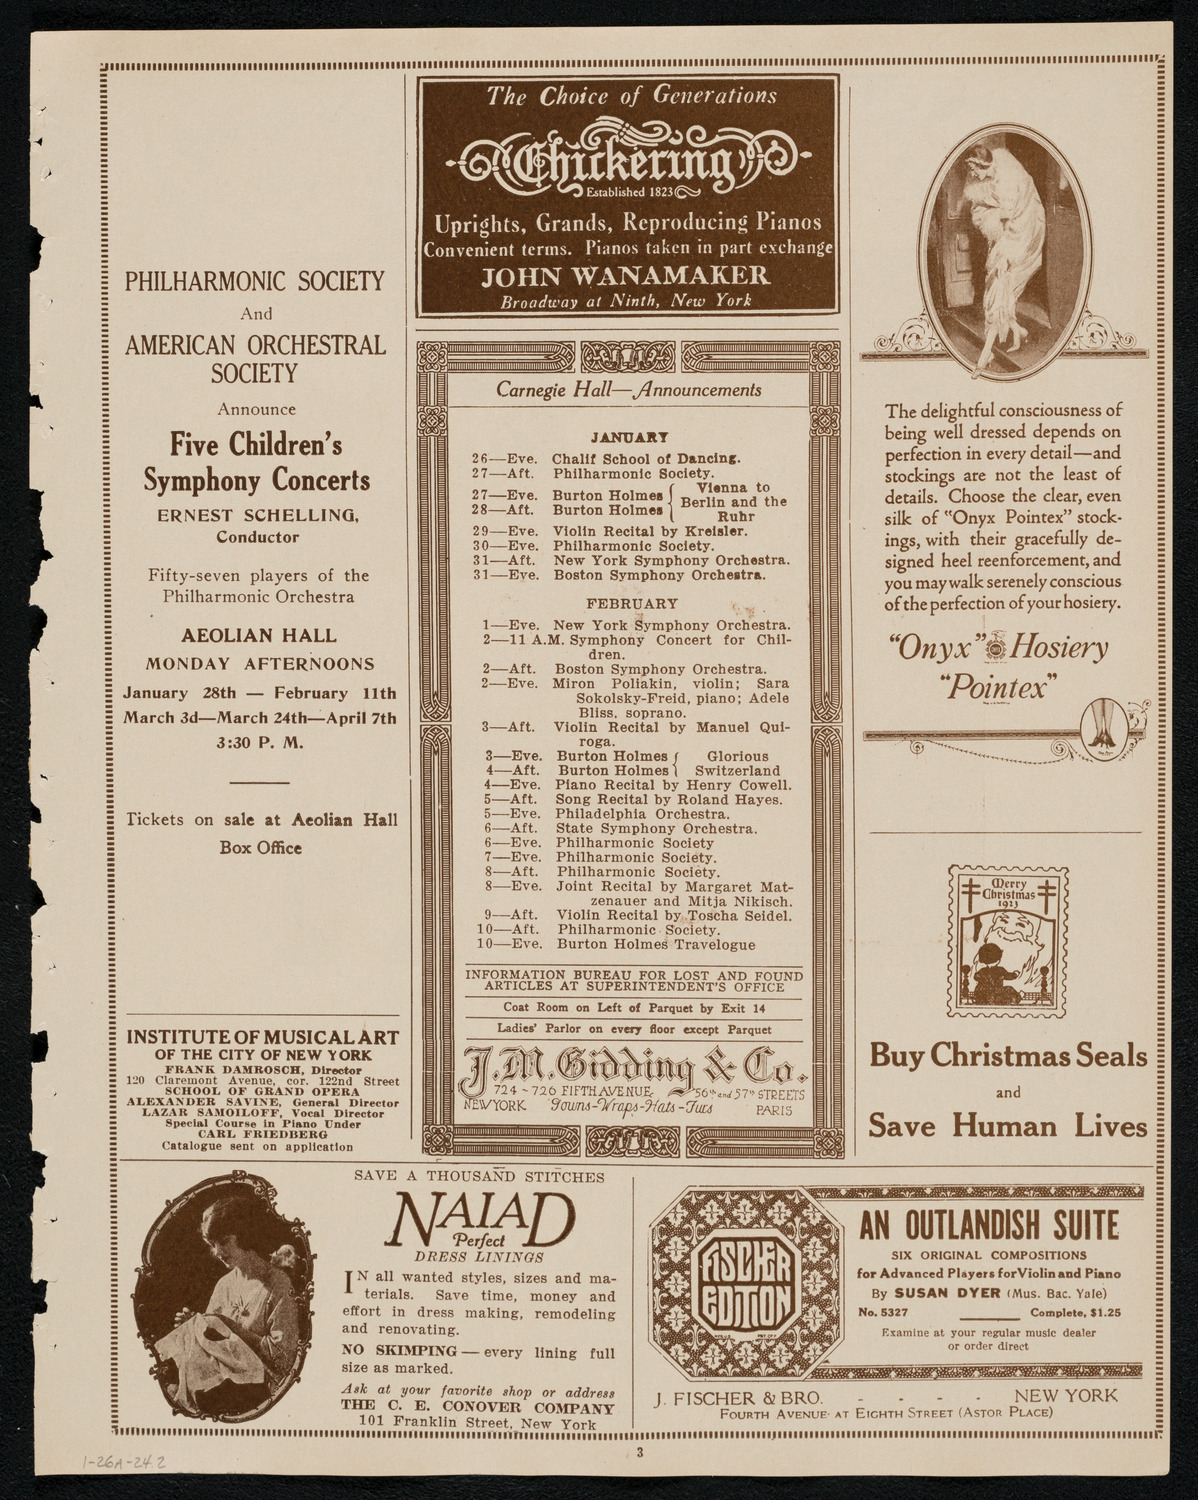 PHILHARMONIC SOCIETY
And
AMERICAN ORCHESTRAL
SOCIETY
Announce
Five Children's
Symphony Concerts
ERNEST SCHELLING,
Conductor
Fifty-seven players of the
Philharmonic Orchestra
AEOLIAN HALL
MONDAY AFTERNOONS
January 28th — February 11th
March 3d—March 24th—April 7th
3:30 P. M.
Tickets on sale at Aeolian Hall
Box Office
INSTITUTE OF MUSICAL ART
OF THE CITY OF NEW YORK
FRANK DAMROSCH, Director
120 Claremont Avenue, cor. 122nd Street
SCHOOL OF GRAND OPERA
ALEXANDER SAVINE, General Director
LAZAR SAMOILOFF, Vocal Director
Special Course in Piano Under
CARL FRIEDBERG
Catalogue sent on application
The Choice of Generations
Chickering
Established 1823
Uprights, Grands, Reproducing Pianos
Convenient terms. Pianos taken in part exchange
JOHN WANAMAKER
Broadway at Ninth, New York
Carnegie Hall—Announcements
JANUARY
26—Eve. Chalif School of Dancing.
27—Aft. Philharmonic Society.
27—Eve. Burton Holmes { Vienna to
28—Aft. Burton Holmes { Berlin and the
Ruhr
29—Eve. Violin Recital by Kreisler.
30—Eve. Philharmonic Society.
31—Aft. New York Symphony Orchestra.
31—Eve. Boston Symphony Orchestra.
FEBRUARY
1—Eve. New York Symphony Orchestra.
2—11 A.M. Symphony Concert for Chil-
dren.
2—Aft. Boston Symphony Orchestra.
2—Eve. Miron Poliakin, violin; Sara
Sokolsky-Freid, piano; Adele
Bliss, soprano.
3—Aft. Violin Recital by Manuel Qui-
roga.
3—Eve. Burton Holmes { Glorious
4—Aft. Burton Holmes } Switzerland
4—Eve. Piano Recital by Henry Cowell.
5—Aft. Song Recital by Roland Hayes.
5—Eve. Philadelphia Orchestra.
6—Aft. State Symphony Orchestra.
6—Eve. Philharmonic Society
7—Eve. Philharmonic Society.
8—Aft. Philharmonic Society.
8—Eve. Joint Recital by Margaret Mat-
zenauer and Mitja Nikisch.
9—Aft. Violin Recital by Toscha Seidel.
10—Aft. Philharmonic Society.
10—Eve. Burton Holmes Travelogue
INFORMATION BUREAU FOR LOST AND FOUND
ARTICLES AT SUPERINTENDENT'S OFFICE
Coat Room on Left of Parquet by Exit 14
Ladies' Parlor on every floor except Parquet
J.M. Gidding & Co.
724-726 FIFTH AVENUE, 56th and 57th STREETS
NEW YORK Gowns-Wraps-Hats-Furs PARIS
The delightful consciousness of
being well dressed depends on
perfection in every detail—and
stockings are not the least of
details. Choose the clear, even
silk of "Onyx Pointex" stock-
ings, with their gracefully de-
signed heel reenforcement, and
you may walk serenely conscious
of the perfection of your hosiery.
"Onyx" Hosiery
"Pointex"
Merry
Christmas
1923
Buy Christmas Seals
and
Save Human Lives
SAVE A THOUSAND STITCHES
NAIAD
Perfect
DRESS LININGS
IN all wanted styles, sizes and ma-
terials. Save time, money and
effort in dress making, remodeling
and renovating.
NO SKIMPING — every lining full
size as marked.
Ask at your favorite shop or address
THE C. E. CONOVER COMPANY
101 Franklin Street, New York
FISCHER
EDITION
AN OUTLANDISH SUITE
SIX ORIGINAL COMPOSITIONS
for Advanced Players for Violin and Piano
By SUSAN DYER (Mus. Bac. Yale)
No. 5327 Complete, $1.25
Examine at your regular music dealer
or order direct
J. FISCHER & BRO. - - - - NEW YORK
FOURTH AVENUE AT EIGHTH STREET (ASTOR PLACE)
3
1-26A-24.2